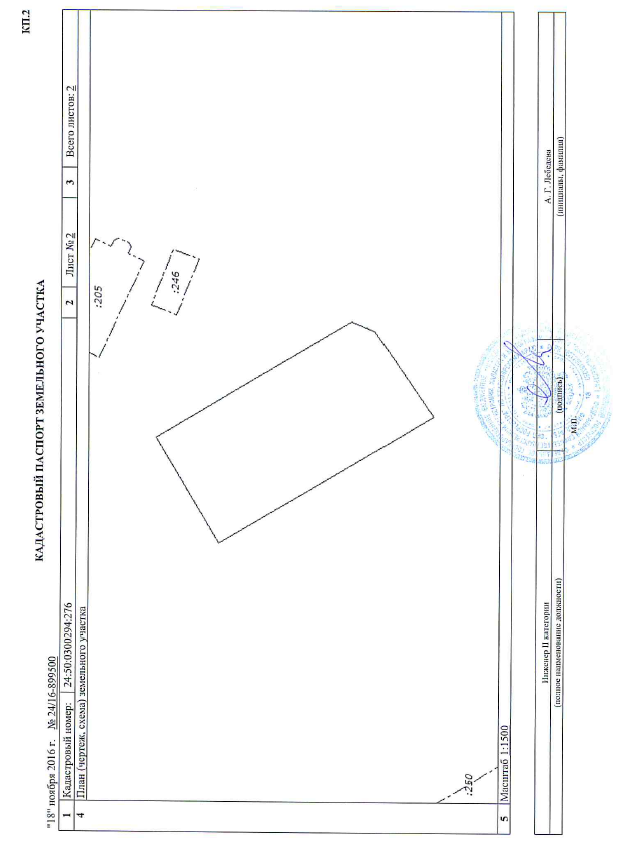 КП.2
КАДАСТРОВЫЙ ПАСПОРТ ЗЕМЕЛЬНОГО УЧАСТКА
"18" ноября 2016 г. № 24/16-899500
1 Кадастровый номер: 24:50:0300294:276 2 Лист № 2 3 Всего листов: 2
4 План (чертеж, схема) земельного участка
:205
:246
:250
5 Масштаб 1:1500
Инженер II категории А. Г. Лебедева
(полное наименование должности) (подпись) (инициалы, фамилия)
М.П.